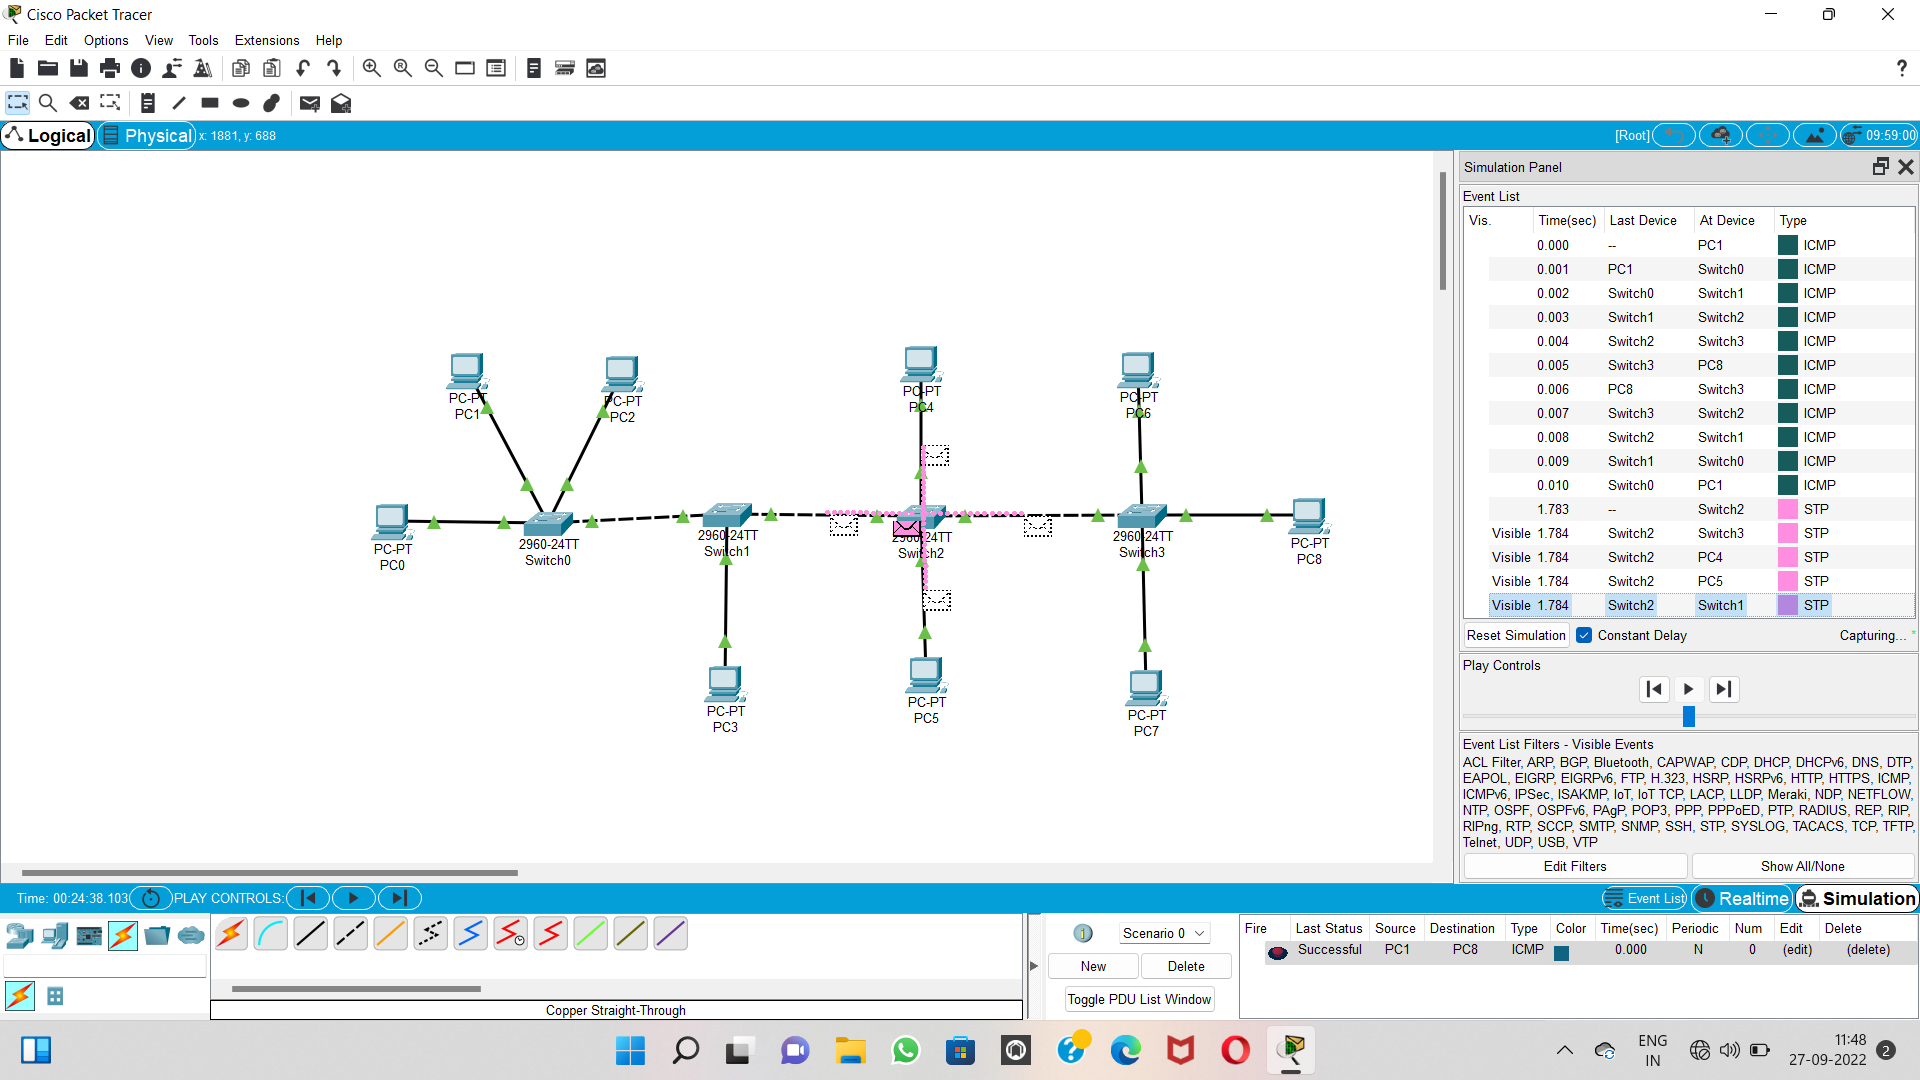 Cisco Packet Tracer
File Edit Options View Tools Extensions Help
Logical Physical x: 1881, y: 688 [Root] 09:59:00
Simulation Panel
Event List
Vis. Time(sec) Last Device At Device Type
0.000 -- PC1 ICMP
0.001 PC1 Switch0 ICMP
0.002 Switch0 Switch1 ICMP
0.003 Switch1 Switch2 ICMP
0.004 Switch2 Switch3 ICMP
0.005 Switch3 PC8 ICMP
0.006 PC8 Switch3 ICMP
0.007 Switch3 Switch2 ICMP
0.008 Switch2 Switch1 ICMP
0.009 Switch1 Switch0 ICMP
0.010 Switch0 PC1 ICMP
1.783 -- Switch2 STP
Visible 1.784 Switch2 Switch3 STP
Visible 1.784 Switch2 PC4 STP
Visible 1.784 Switch2 PC5 STP
Visible 1.784 Switch2 Switch1 STP
Reset Simulation Constant Delay Capturing...
Play Controls
Event List Filters - Visible Events
ACL Filter, ARP, BGP, Bluetooth, CAPWAP, CDP, DHCP, DHCPv6, DNS, DTP,
EAPOL, EIGRP, EIGRPv6, FTP, H.323, HSRP, HSRPv6, HTTP, HTTPS, ICMP,
ICMPv6, IPSec, ISAKMP, IoT, IoT TCP, LACP, LLDP, Meraki, NDP, NETFLOW,
NTP, OSPF, OSPFv6, PAgP, POP3, PPP, PPPoED, PTP, RADIUS, REP, RIP,
RIPng, RTP, SCCP, SMTP, SNMP, SSH, STP, SYSLOG, TACACS, TCP, TFTP,
Telnet, UDP, USB, VTP
Edit Filters Show All/None
PC-PT
PC1
PC-PT
PC2
PC-PT
PC4
PC-PT
PC6
PC-PT
PC0
2960-24TT
Switch0
2960-24TT
Switch1
2960-24TT
Switch2
2960-24TT
Switch3
PC-PT
PC8
PC-PT
PC3
PC-PT
PC5
PC-PT
PC7
Time: 00:24:38.103 PLAY CONTROLS: Event List Realtime Simulation
Scenario 0
New Delete
Toggle PDU List Window
Fire Last Status Source Destination Type Color Time(sec) Periodic Num Edit Delete
Successful PC1 PC8 ICMP 0.000 N 0 (edit) (delete)
Copper Straight-Through
ENG
IN
11:48
27-09-2022
2